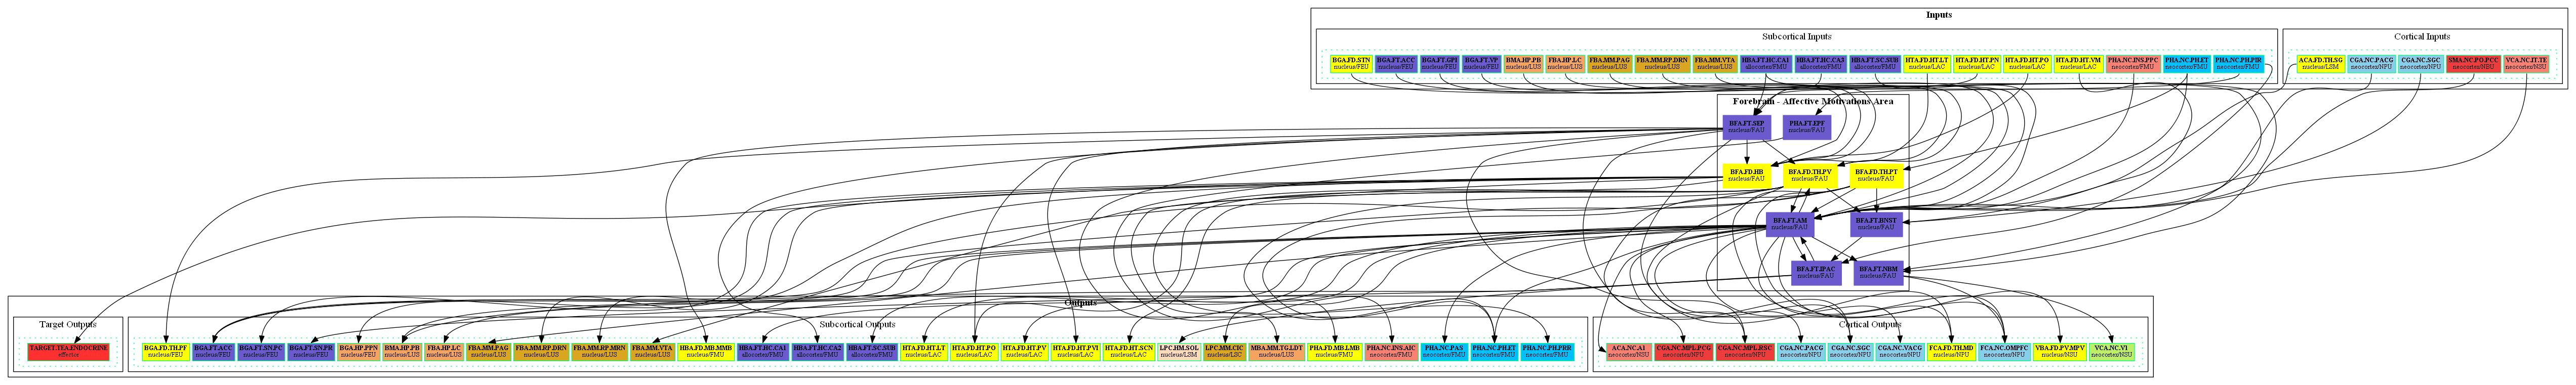 Inputs
Subcortical Inputs
Cortical Inputs
BGA.FD.STN
nucleus/FEU
BGA.FT.ACC
nucleus/FEU
BGA.FT.GPI
nucleus/FEU
BGA.FT.VP
nucleus/FEU
BMA.HP.PB
nucleus/LUS
BMA.HP.LC
nucleus/LUS
FBA.MM.PAG
nucleus/LUS
FBA.MM.RP.DRN
nucleus/LUS
FBA.MM.VTA
nucleus/LUS
HBA.FT.HC.CA1
allocortex/FMU
HBA.FT.HC.CA3
allocortex/FMU
HBA.FT.SC.SUB
allocortex/FMU
HTA.FD.HT.LT
nucleus/LAC
HTA.FD.HT.PN
nucleus/LAC
HTA.FD.HT.PO
nucleus/LAC
HTA.FD.HT.VM
nucleus/LAC
PHA.NC.INS.PPC
neocortex/FMU
PHA.NC.PH.ET
neocortex/FMU
PHA.NC.PH.PIR
neocortex/FMU
ACA.FD.TH.SG
nucleus/LSM
CGA.NC.PACG
neocortex/NPU
CGA.NC.SGC
neocortex/NPU
SMA.NC.PO.PCC
neocortex/NBU
VCA.NC.IT.TE
neocortex/NSU
Forebrain - Affective Motivations Area
BFA.FT.SEP
nucleus/FAU
PHA.FT.EPF
nucleus/FAU
BFA.FD.HB
nucleus/FAU
BFA.FD.TH.PV
nucleus/FAU
BFA.FD.TH.PT
nucleus/FAU
BFA.FT.AM
nucleus/FAU
BFA.FT.BNST
nucleus/FAU
BFA.FT.IPAC
nucleus/FAU
BFA.FT.NBM
nucleus/FAU
Outputs
Target Outputs
Subcortical Outputs
Cortical Outputs
TARGET.TEA.ENDOCRINE
effector
BGA.FD.TH.PF
nucleus/FEU
BGA.FT.ACC
nucleus/FEU
BGA.FT.SN.PC
nucleus/FEU
BGA.FT.SN.PR
nucleus/FEU
BGA.HP.PPN
nucleus/FEU
BMA.HP.PB
nucleus/LUS
FBA.HP.LC
nucleus/LUS
FBA.MM.PAG
nucleus/LUS
FBA.MM.RP.DRN
nucleus/LUS
FBA.MM.RP.MRN
nucleus/LUS
FBA.MM.VTA
nucleus/LUS
HBA.FD.MB.MMB
nucleus/FMU
HBA.FT.HC.CA1
allocortex/FMU
HBA.FT.HC.CA2
allocortex/FMU
HBA.FT.SC.SUB
allocortex/FMU
HTA.FD.HT.LT
nucleus/LAC
HTA.FD.HT.PO
nucleus/LAC
HTA.FD.HT.PV
nucleus/LAC
HTA.FD.HT.PVI
nucleus/LAC
HTA.FD.HT.SCN
nucleus/LAC
LPC.HM.SOL
nucleus/LSM
LPC.MM.CIC
nucleus/LSC
MBA.MM.TG.LDT
nucleus/LUS
PHA.FD.MB.LMB
nucleus/FMU
PHA.NC.INS.AIC
neocortex/FMU
PHA.NC.PAS
neocortex/FMU
PHA.NC.PH.ET
neocortex/FMU
PHA.NC.PH.PRR
neocortex/FMU
ACA.NC.A1
neocortex/NSU
CGA.NC.MPL.PCG
neocortex/NPU
CGA.NC.MPL.RSC
neocortex/NPU
CGA.NC.PACG
neocortex/NPU
CGA.NC.SGC
neocortex/NPU
CGA.NC.VACG
neocortex/NPU
FCA.FD.TH.MD
nucleus/NFU
FCA.NC.OMPFC
neocortex/NFU
VBA.FD.PV.MPV
nucleus/NSU
VCA.NC.V1
neocortex/NSU